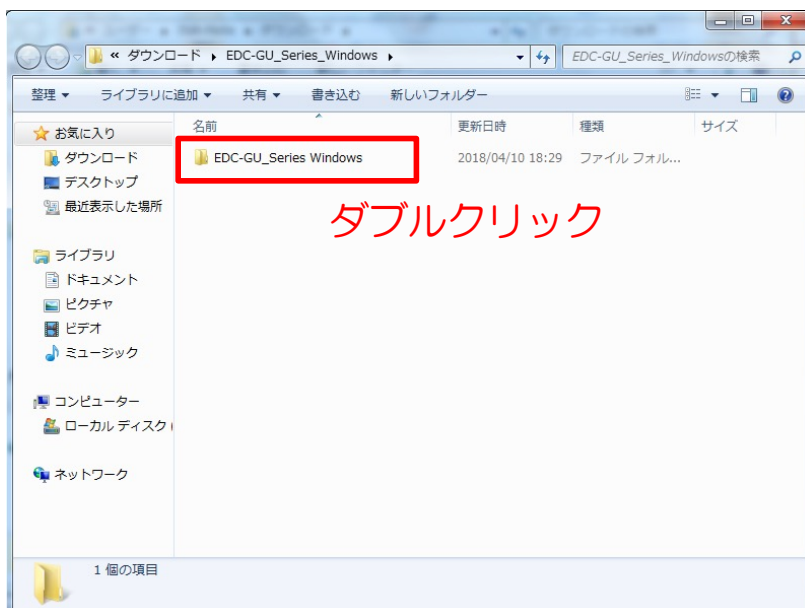 « ダウンロード ▸ EDC-GU_Series_Windows ▸
EDC-GU_Series_Windowsの検索
整理 ▼ ライブラリに追加 ▼ 共有 ▼ 書き込む 新しいフォルダー
名前 更新日時 種類 サイズ
EDC-GU_Series Windows 2018/04/10 18:29 ファイル フォル...
ダブルクリック
お気に入り
ダウンロード
デスクトップ
最近表示した場所
ライブラリ
ドキュメント
ピクチャ
ビデオ
ミュージック
コンピューター
ローカル ディスク (
ネットワーク
1 個の項目